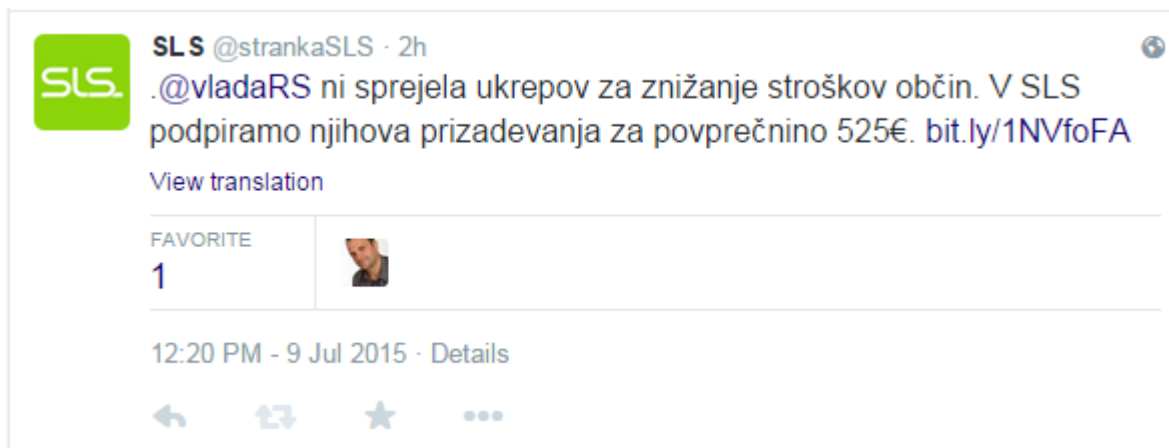 SLS.
SLS @strankaSLS · 2h
.@vladaRS ni sprejela ukrepov za znižanje stroškov občin. V SLS
podpiramo njihova prizadevanja za povprečnino 525€. bit.ly/1NVfoFA
View translation
FAVORITE
1
12:20 PM - 9 Jul 2015 · Details